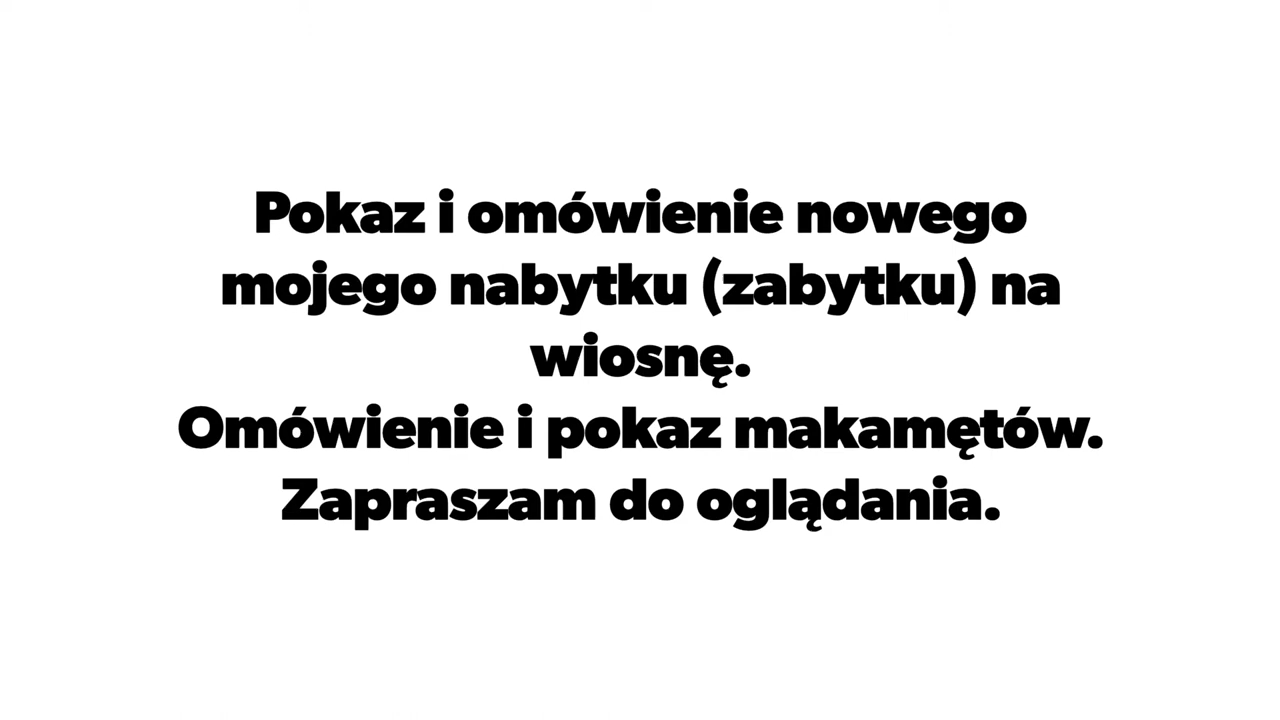 Pokaz i omówienie nowego
mojego nabytku (zabytku) na
wiosnę.
Omówienie i pokaz makamętów.
Zapraszam do oglądania.